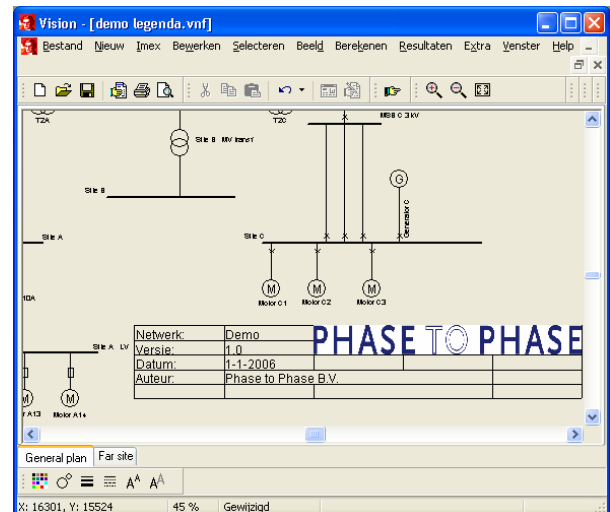 Vision - [demo legenda.vnf]
Bestand Nieuw Imex Bewerken Selecteren Beeld Berekenen Resultaten Extra Venster Help
T2A
T2C
MSB C 3 kV
Site B MV transf
G
Generator C
Site B
Site A
Site C
M M M
Motor C1 Motor C2 Motor C3
10A
Site A LV
Netwerk: Demo
Versie: 1.0
Datum: 1-1-2006
Auteur: Phase to Phase B.V.
PHASE TO PHASE
M M
r A13 Motor A14
General plan Far site
X: 16301, Y: 15524 45 % Gewijzigd